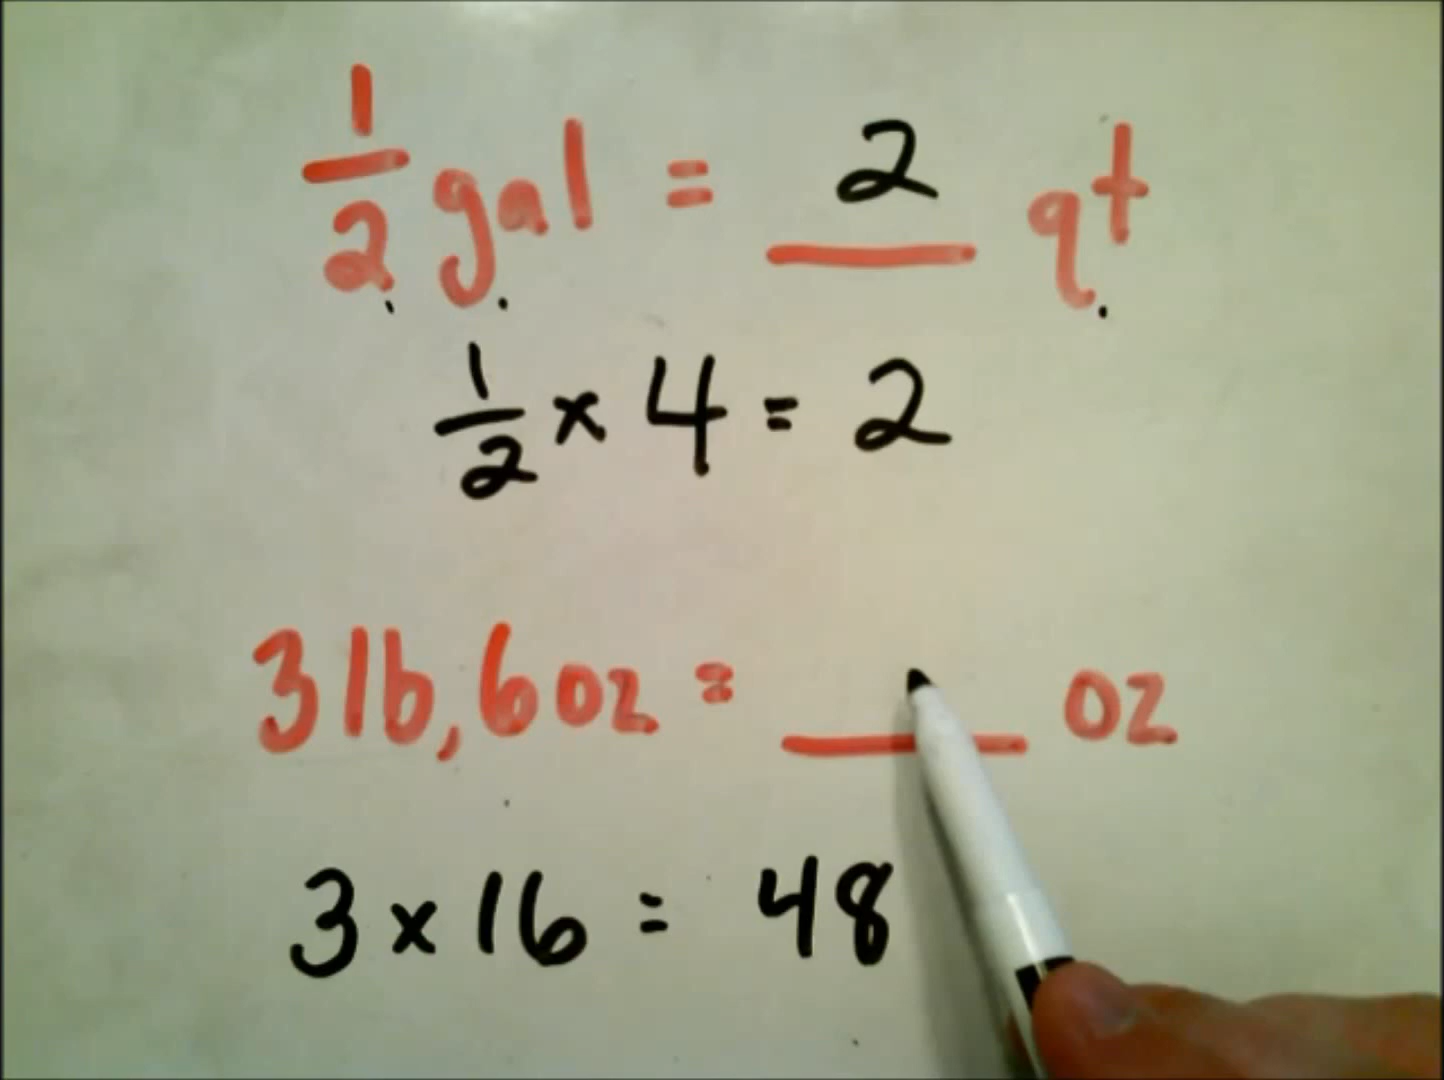 1/2 gal = 2 qt
1/2 × 4 = 2
3 lb, 6 oz = ___ oz
3 × 16 = 48